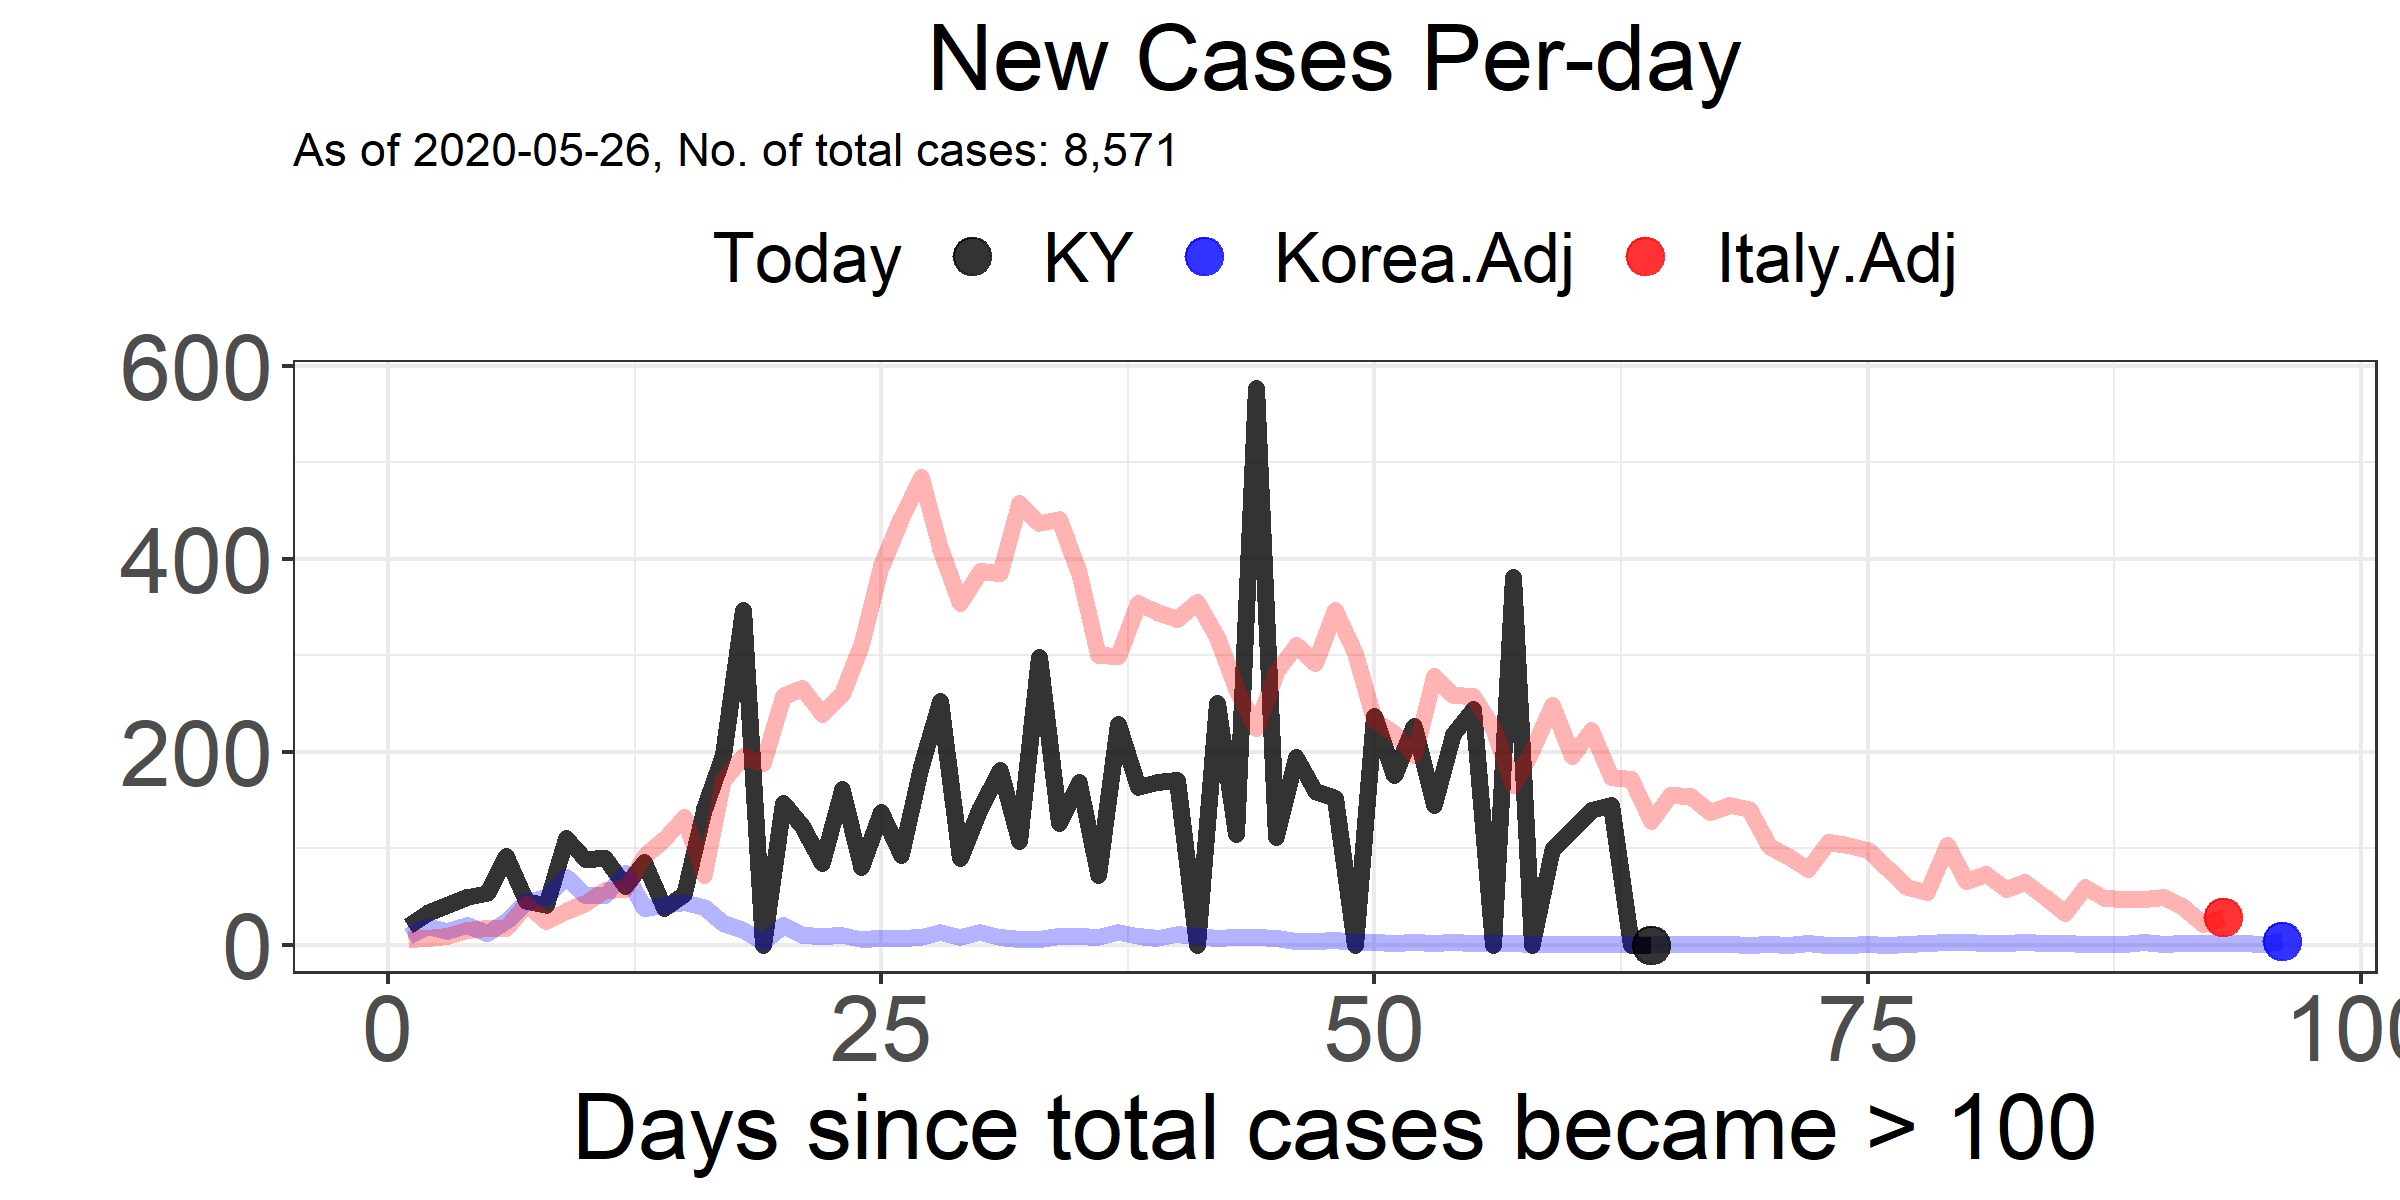 New Cases Per-day
As of 2020-05-26, No. of total cases: 8,571
Today KY Korea.Adj Italy.Adj
600
400
200
0
0 25 50 75 100
Days since total cases became > 100